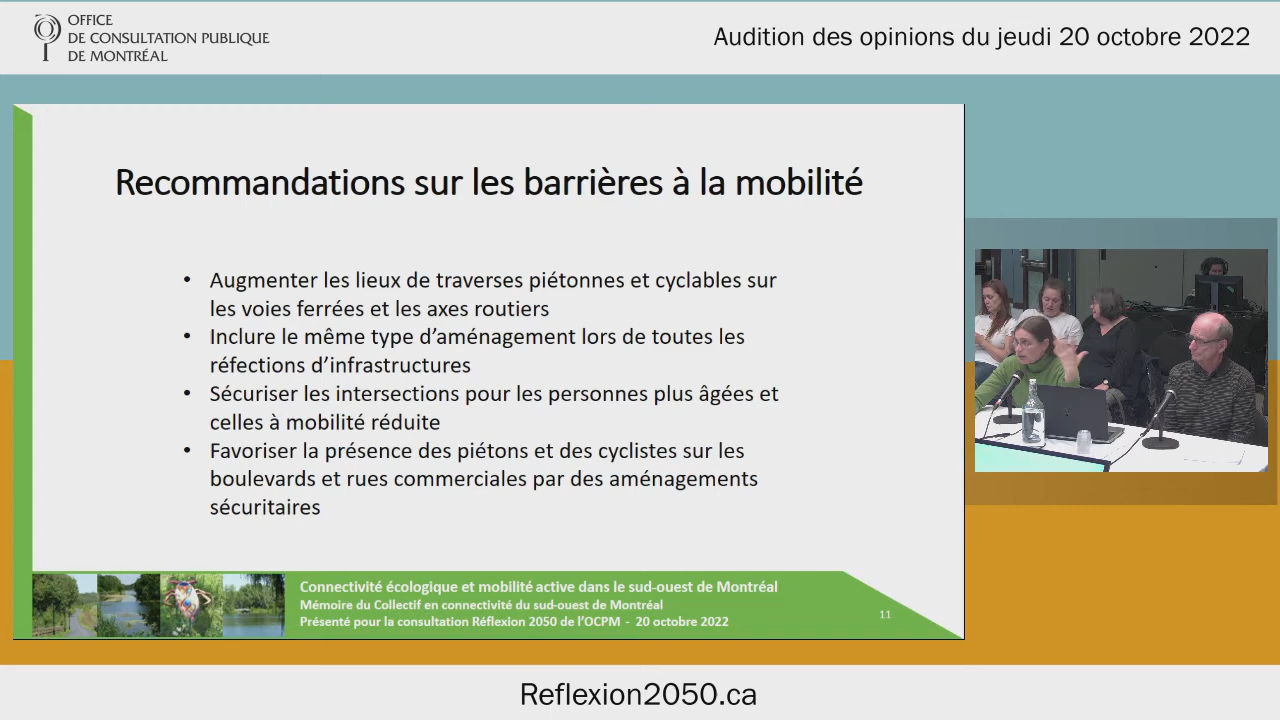 OFFICE
DE CONSULTATION PUBLIQUE
DE MONTRÉAL
Audition des opinions du jeudi 20 octobre 2022
Recommandations sur les barrières à la mobilité
• Augmenter les lieux de traverses piétonnes et cyclables sur
les voies ferrées et les axes routiers
• Inclure le même type d’aménagement lors de toutes les
réfections d’infrastructures
• Sécuriser les intersections pour les personnes plus âgées et
celles à mobilité réduite
• Favoriser la présence des piétons et des cyclistes sur les
boulevards et rues commerciales par des aménagements
sécuritaires
Connectivité écologique et mobilité active dans le sud-ouest de Montréal
Mémoire du Collectif en connectivité du sud-ouest de Montréal
Présenté pour la consultation Réflexion 2050 de l’OCPM - 20 octobre 2022
11
Reflexion2050.ca